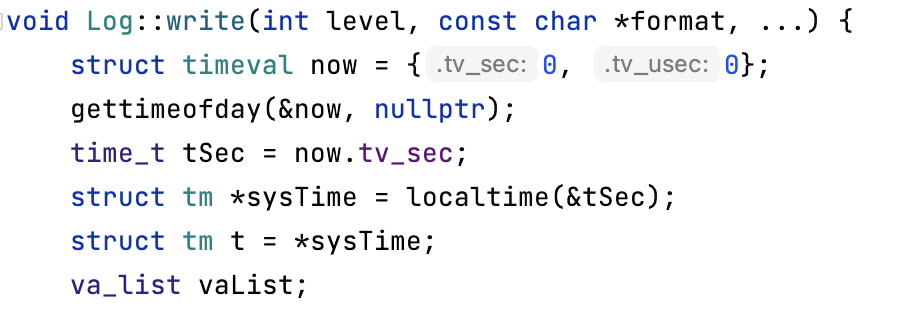 void Log::write(int level, const char *format, ...) {
    struct timeval now = {.tv_sec: 0, .tv_usec: 0};
    gettimeofday(&now, nullptr);
    time_t tSec = now.tv_sec;
    struct tm *sysTime = localtime(&tSec);
    struct tm t = *sysTime;
    va_list vaList;